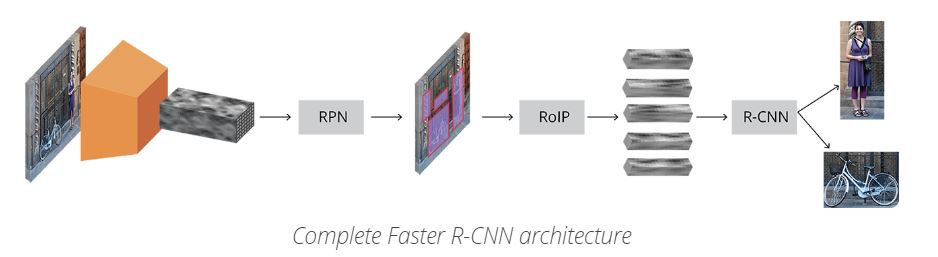 RPN
RoIP
R-CNN
Complete Faster R-CNN architecture